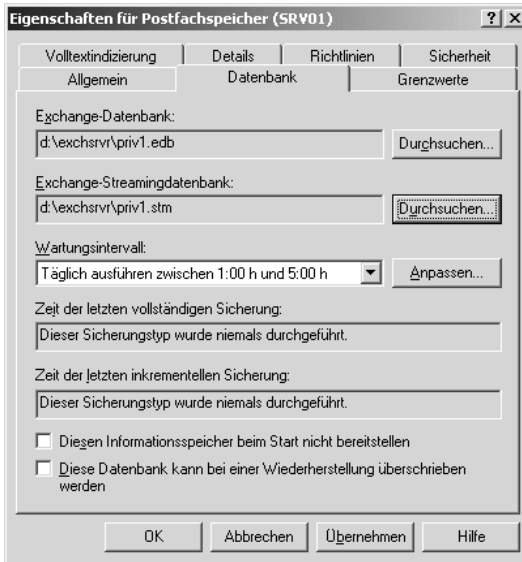 Eigenschaften für Postfachspeicher (SRV01)
Volltextindizierung Details Richtlinien Sicherheit
Allgemein Datenbank Grenzwerte
Exchange-Datenbank:
d:\exchsrvr\priv1.edb Durchsuchen...
Exchange-Streamingdatenbank:
d:\exchsrvr\priv1.stm Durchsuchen...
Wartungsintervall:
Täglich ausführen zwischen 1:00 h und 5:00 h Anpassen...
Zeit der letzten vollständigen Sicherung:
Dieser Sicherungstyp wurde niemals durchgeführt.
Zeit der letzten inkrementellen Sicherung:
Dieser Sicherungstyp wurde niemals durchgeführt.
Diesen Informationsspeicher beim Start nicht bereitstellen
Diese Datenbank kann bei einer Wiederherstellung überschrieben
werden
OK Abbrechen Übernehmen Hilfe